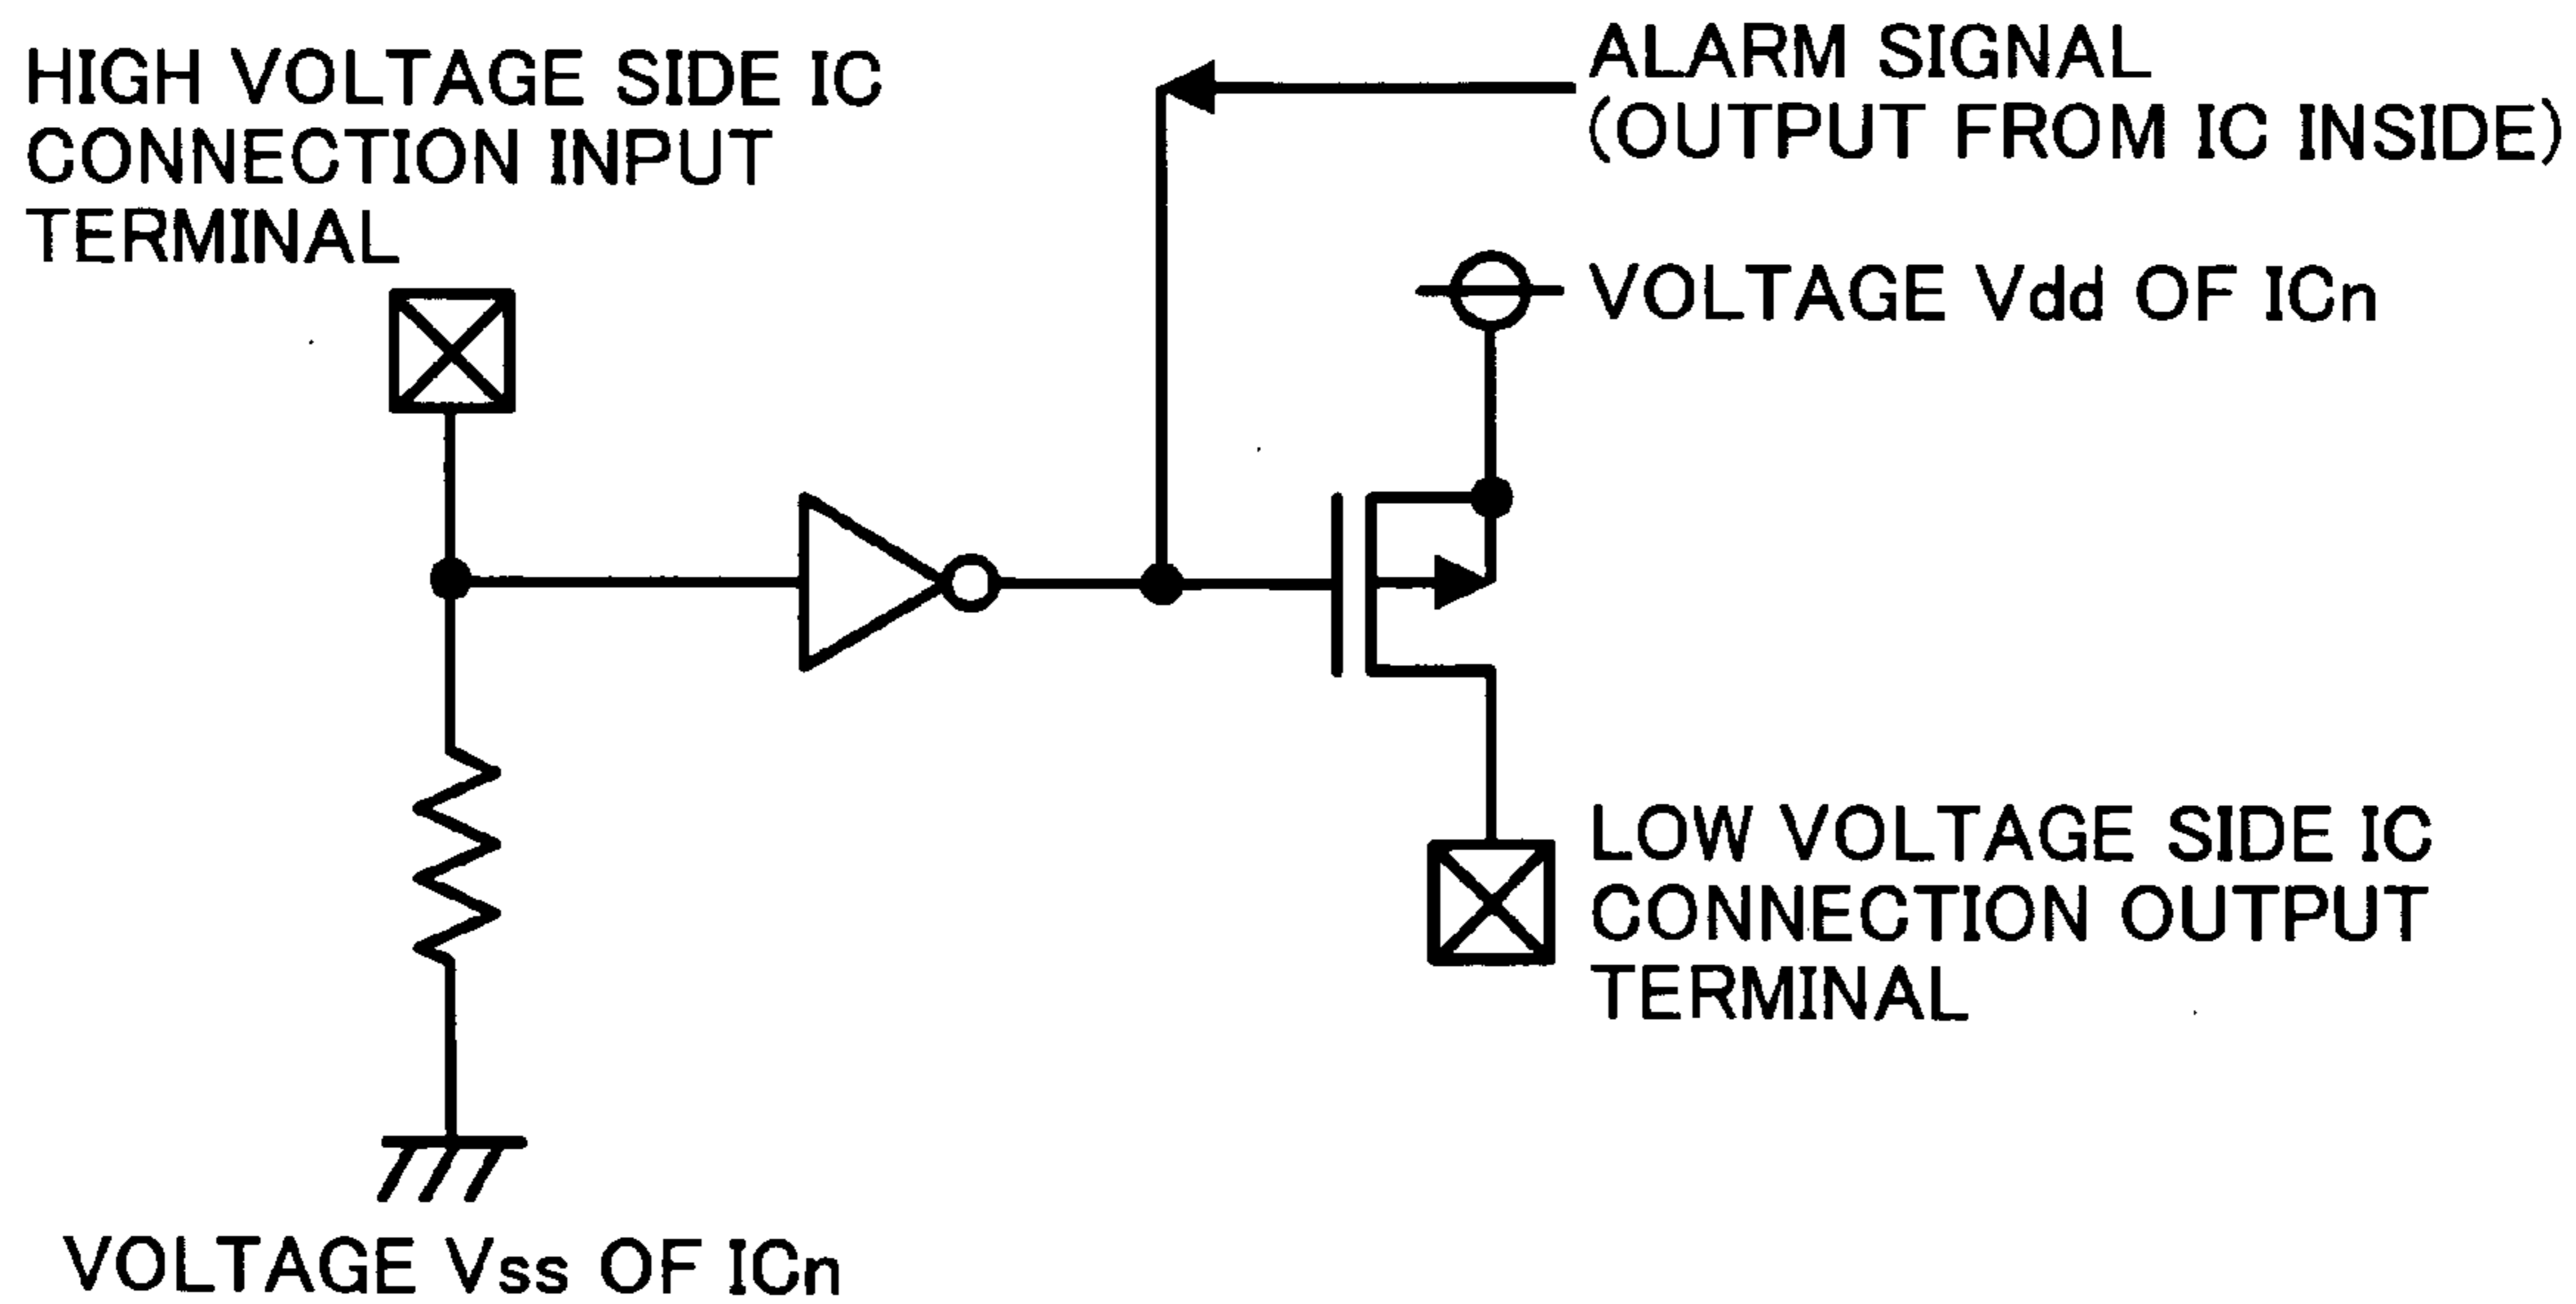 HIGH VOLTAGE SIDE IC
CONNECTION INPUT
TERMINAL
ALARM SIGNAL
(OUTPUT FROM IC INSIDE)
VOLTAGE Vdd OF ICn
LOW VOLTAGE SIDE IC
CONNECTION OUTPUT
TERMINAL
VOLTAGE Vss OF ICn